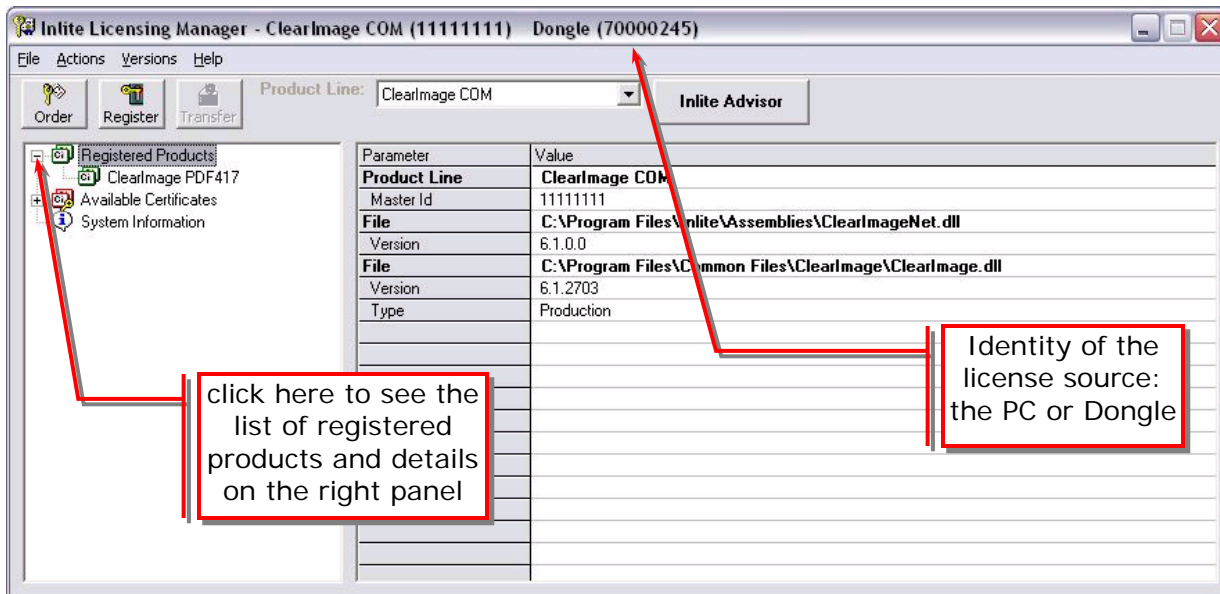 Inlite Licensing Manager - ClearImage COM (11111111) Dongle (70000245)
File Actions Versions Help
Order Register Transfer Product Line: ClearImage COM Inlite Advisor
Registered Products
ClearImage PDF417
Available Certificates
System Information
Parameter Value
Product Line ClearImage COM
Master Id 11111111
File C:\Program Files\Inlite\Assemblies\ClearImageNet.dll
Version 6.1.0.0
File C:\Program Files\Common Files\ClearImage\ClearImage.dll
Version 6.1.2703
Type Production
click here to see the
list of registered
products and details
on the right panel
Identity of the
license source:
the PC or Dongle